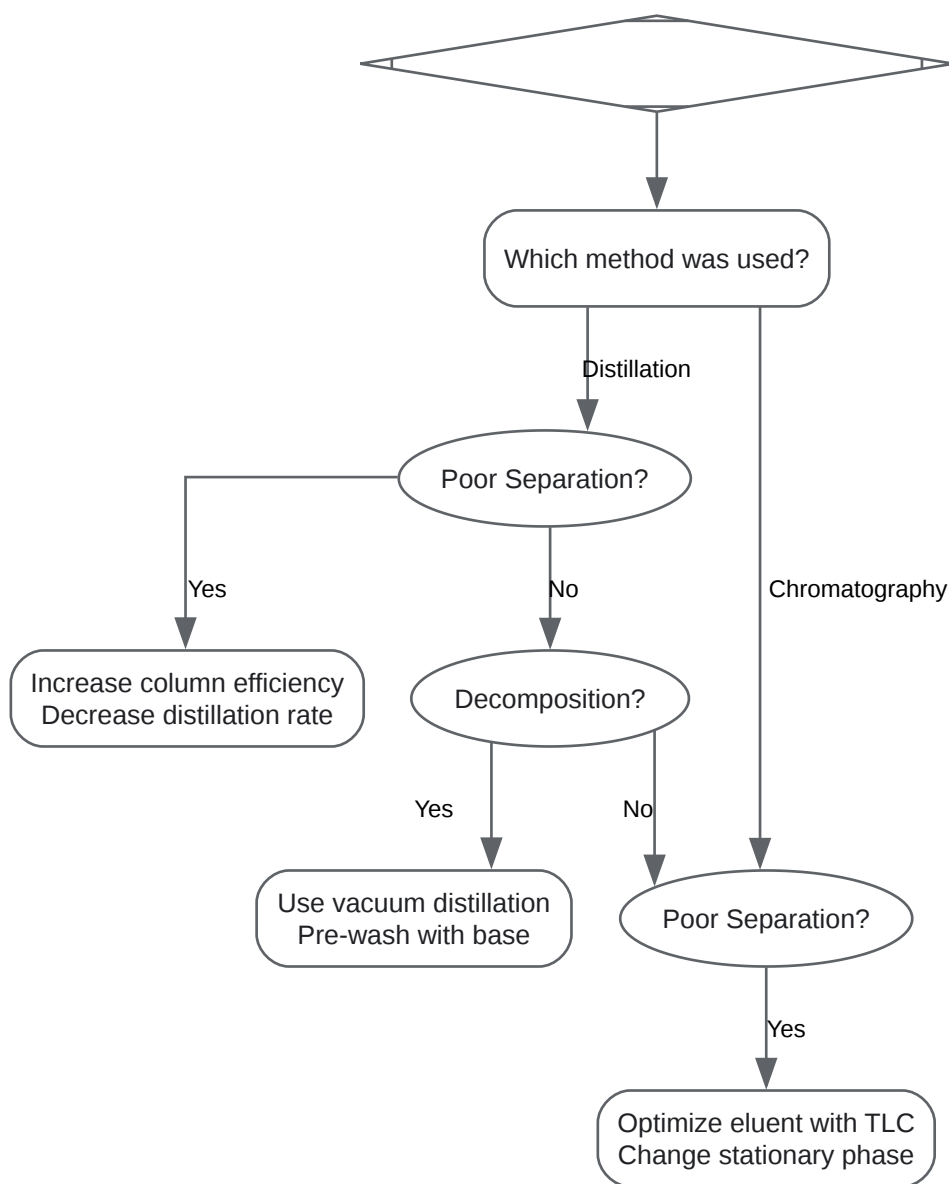 Which method was used?
Distillation
Poor Separation?
Yes
No
Chromatography
Increase column efficiency
Decrease distillation rate
Decomposition?
Yes
No
Use vacuum distillation
Pre-wash with base
Poor Separation?
Yes
Optimize eluent with TLC
Change stationary phase